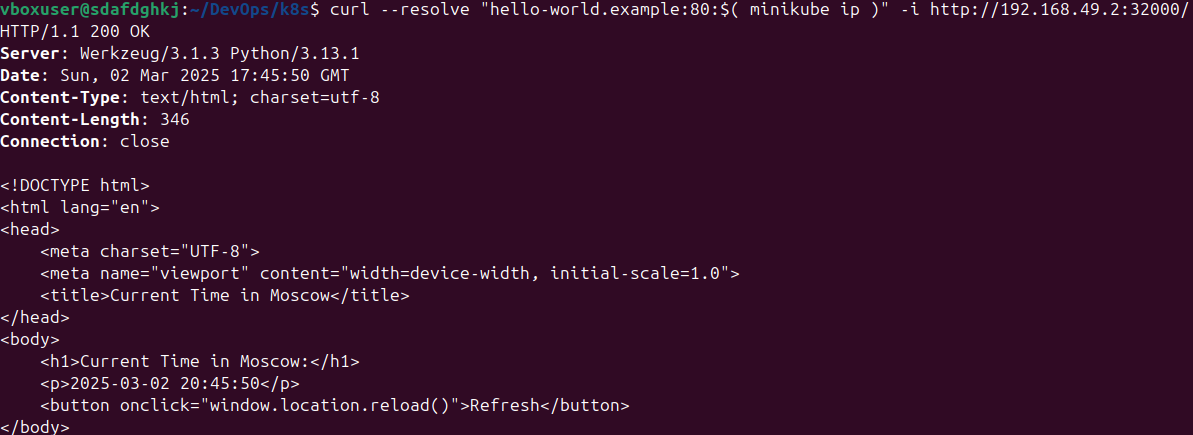 vboxuser@sdafdghkj:~/DevOps/k8s$ curl --resolve "hello-world.example:80:$( minikube ip )" -i http://192.168.49.2:32000/
HTTP/1.1 200 OK
Server: Werkzeug/3.1.3 Python/3.13.1
Date: Sun, 02 Mar 2025 17:45:50 GMT
Content-Type: text/html; charset=utf-8
Content-Length: 346
Connection: close

<!DOCTYPE html>
<html lang="en">
<head>
    <meta charset="UTF-8">
    <meta name="viewport" content="width=device-width, initial-scale=1.0">
    <title>Current Time in Moscow</title>
</head>
<body>
    <h1>Current Time in Moscow:</h1>
    <p>2025-03-02 20:45:50</p>
    <button onclick="window.location.reload()">Refresh</button>
</body>